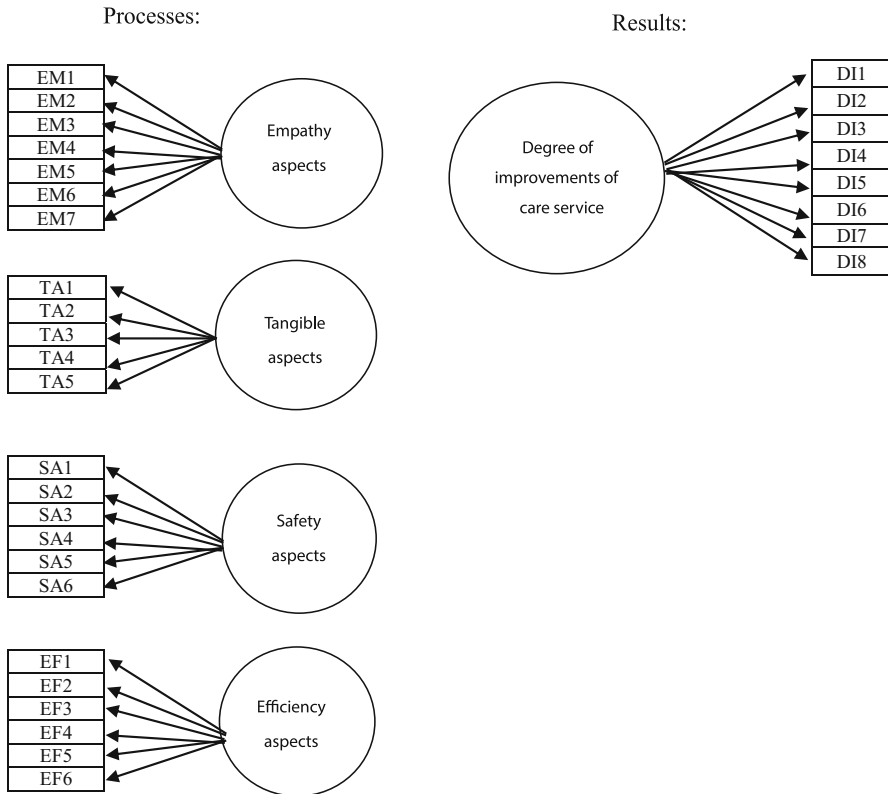 Processes:
EM1
EM2
EM3
EM4
EM5
EM6
EM7
Empathy
aspects
TA1
TA2
TA3
TA4
TA5
Tangible
aspects
SA1
SA2
SA3
SA4
SA5
SA6
Safety
aspects
EF1
EF2
EF3
EF4
EF5
EF6
Efficiency
aspects
Results:
Degree of
improvements of
care service
DI1
DI2
DI3
DI4
DI5
DI6
DI7
DI8